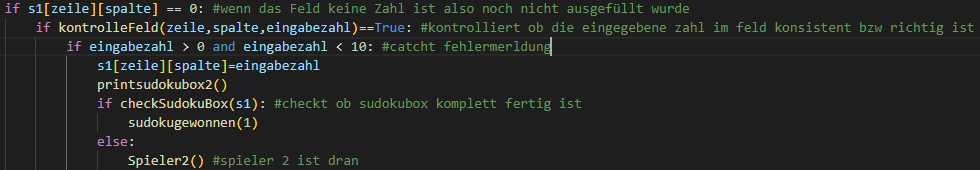 if s1[zeile][spalte] == 0: #wenn das Feld keine Zahl ist also noch nicht ausgefüllt wurde
if kontrolleFeld(zeile,spalte,eingabezahl)==True: #kontrolliert ob die eingegebene zahl im feld konsistent bzw richtig ist
if eingabezahl > 0 and eingabezahl < 10: #catcht fehlermerldung
s1[zeile][spalte]=eingabezahl
printsudokubox2()
if checkSudokuBox(s1): #checkt ob sudokubox komplett fertig ist
sudokugewonnen(1)
else:
Spieler2() #spieler 2 ist dran